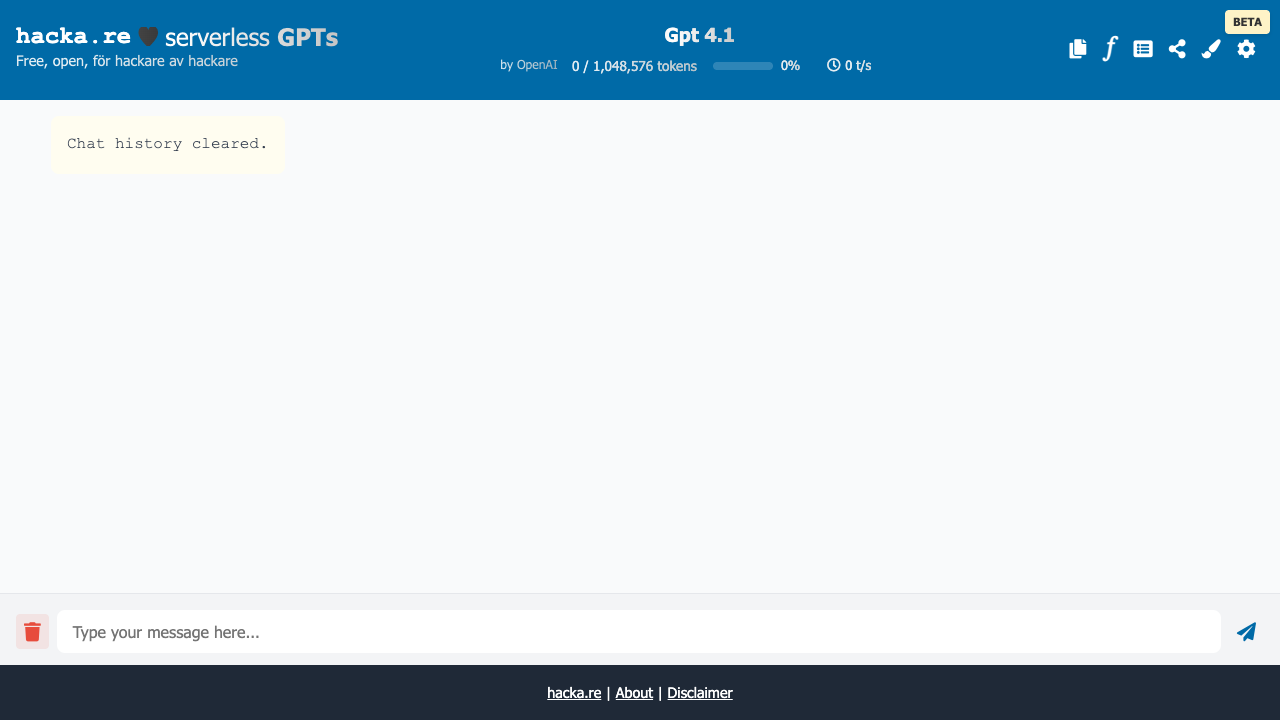 hacka.re 🖤 serverless GPTs
Free, open, för hackare av hackare
Gpt 4.1
by OpenAI 0 / 1,048,576 tokens 0% 0 t/s
BETA
f
Chat history cleared.
Type your message here...
hacka.re | About | Disclaimer